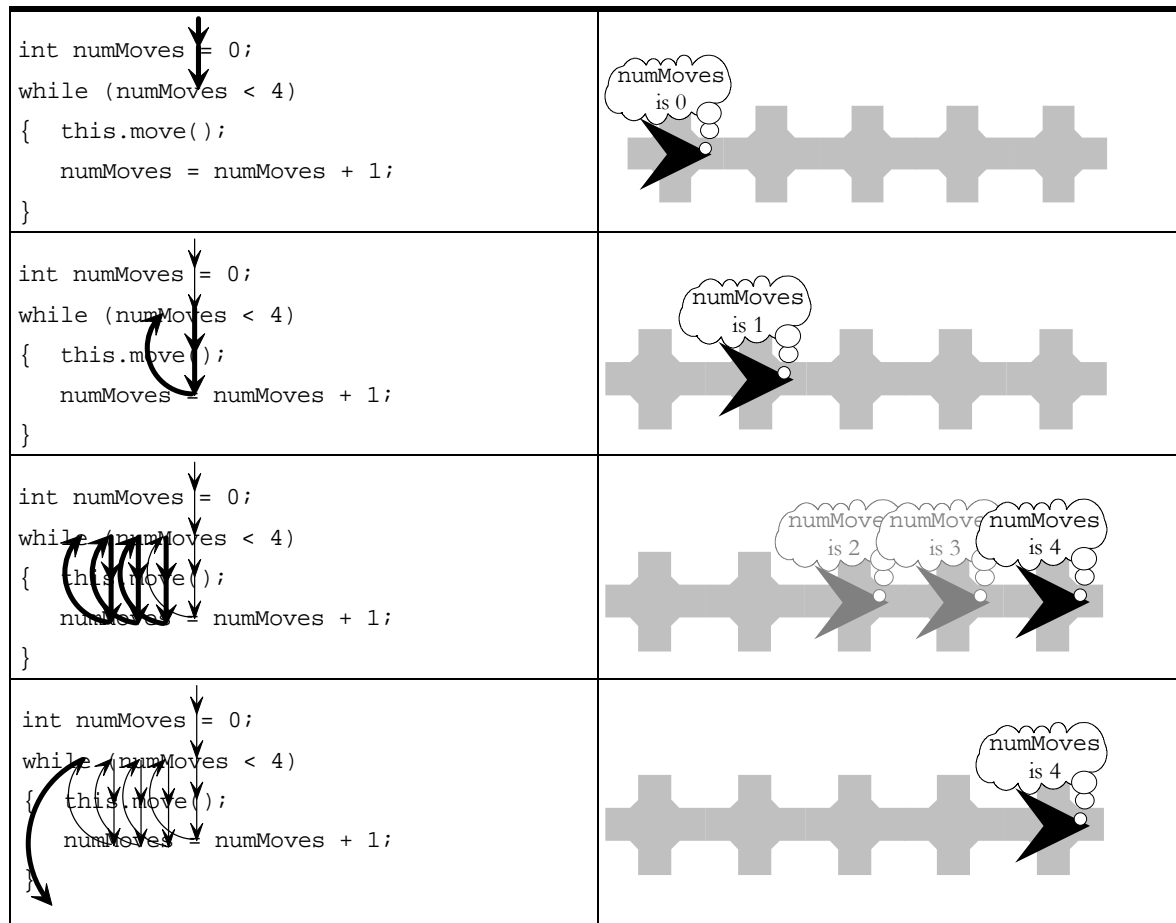 int numMoves = 0;
while (numMoves < 4)
{ this.move();
numMoves = numMoves + 1;
}
numMoves
is 0
int numMoves = 0;
while (numMoves < 4)
{ this.move();
numMoves = numMoves + 1;
}
numMoves
is 1
int numMoves = 0;
while (numMoves < 4)
{ this.move();
numMoves = numMoves + 1;
}
numMove
is 2
numMove
is 3
numMoves
is 4
int numMoves = 0;
while (numMoves < 4)
{ this.move();
numMoves = numMoves + 1;
}
numMoves
is 4